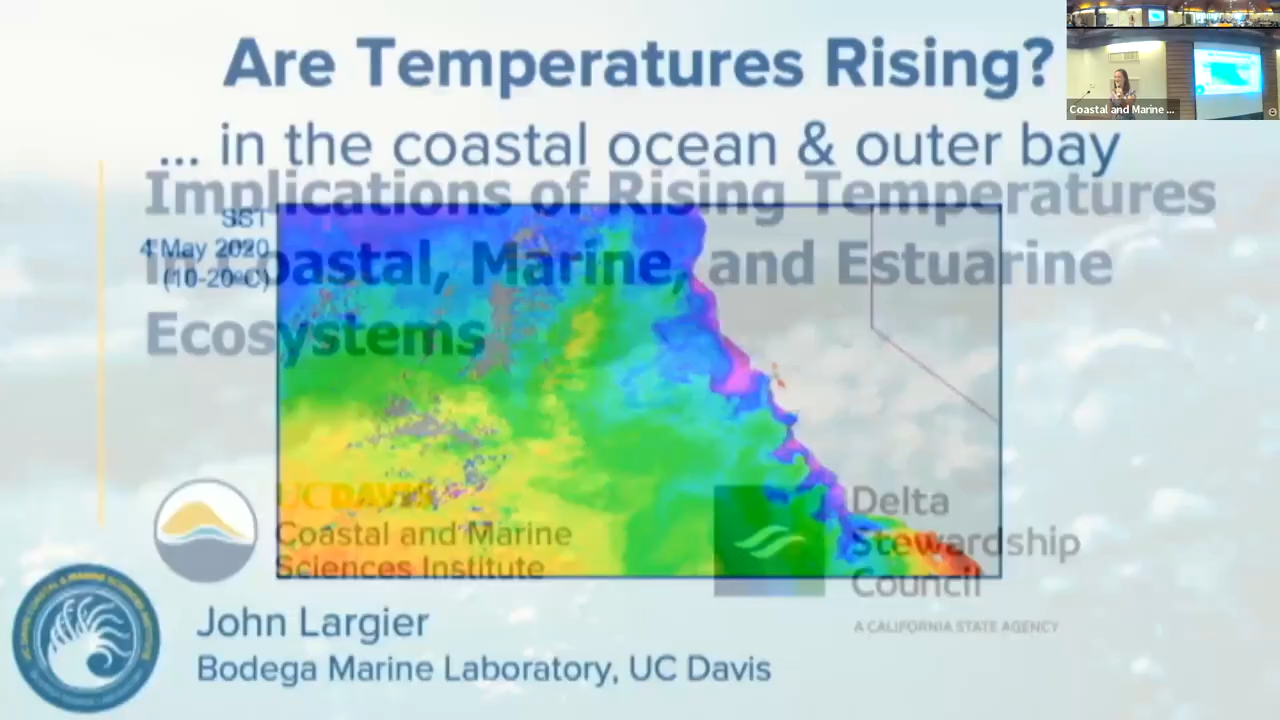 Are Temperatures Rising?
... in the coastal ocean & outer bay
Implications of Rising Temperatures
in Coastal, Marine, and Estuarine
Ecosystems
SST
4 May 2020
(10-20°C)
UCDAVIS
Coastal and Marine
Sciences Institute
Delta
Stewardship
Council
A CALIFORNIA STATE AGENCY
John Largier
Bodega Marine Laboratory, UC Davis
Coastal and Marine ...